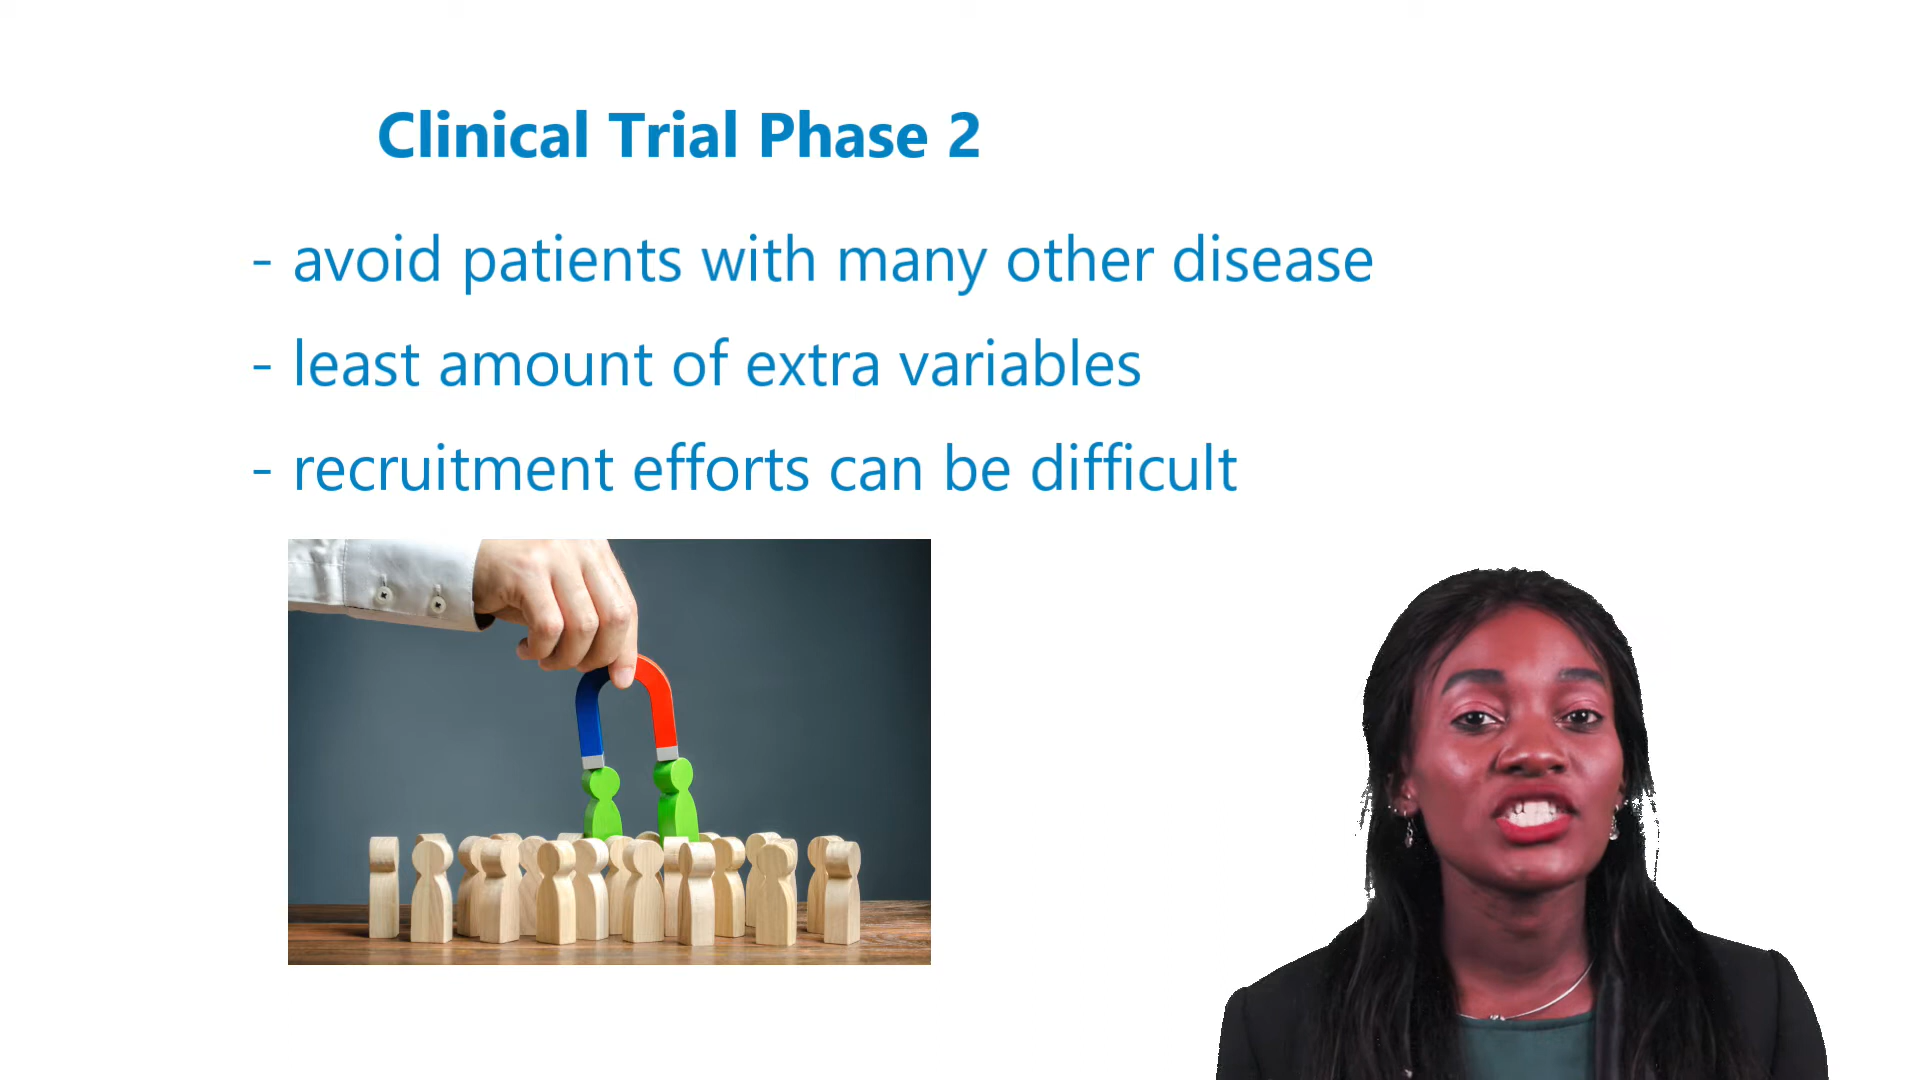 Clinical Trial Phase 2
- avoid patients with many other disease
- least amount of extra variables
- recruitment efforts can be difficult